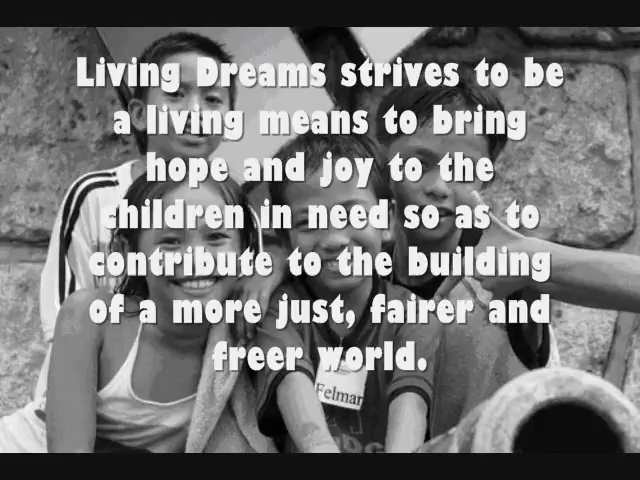 Living Dreams strives to be
a living means to bring
hope and joy to the
children in need so as to
contribute to the building
of a more just, fairer and
freer world.
Felmar